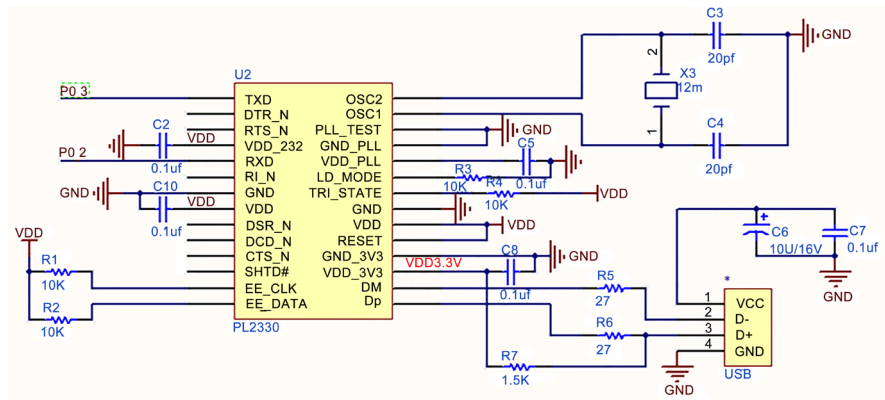 C3
GND
20pf
2
X3
12m
1
C4
20pf
U2
P0 3
TXD
OSC2
DTR_N
OSC1
RTS_N
PLL_TEST
GND
C2
VDD
VDD_232
GND_PLL
C5
P0 2
RXD
VDD_PLL
0.1uf
RI_N
LD_MODE
R3
10K
0.1uf
GND
C10
GND
TRI_STATE
R4
10K
VDD
VDD
VDD
GND
0.1uf
DSR_N
VDD
VDD
VDD
DCD_N
RESET
C8
CTS_N
GND_3V3
GND
VDD3.3V
R1
SHTD#
VDD_3V3
10K
EE_CLK
DM
0.1uf
R5
27
R2
EE_DATA
Dp
10K
PL2330
R6
27
R7
1.5K
C6
10U/16V
C7
0.1uf
GND
*
1 VCC
2 D-
3 D+
4 GND
USB
GND